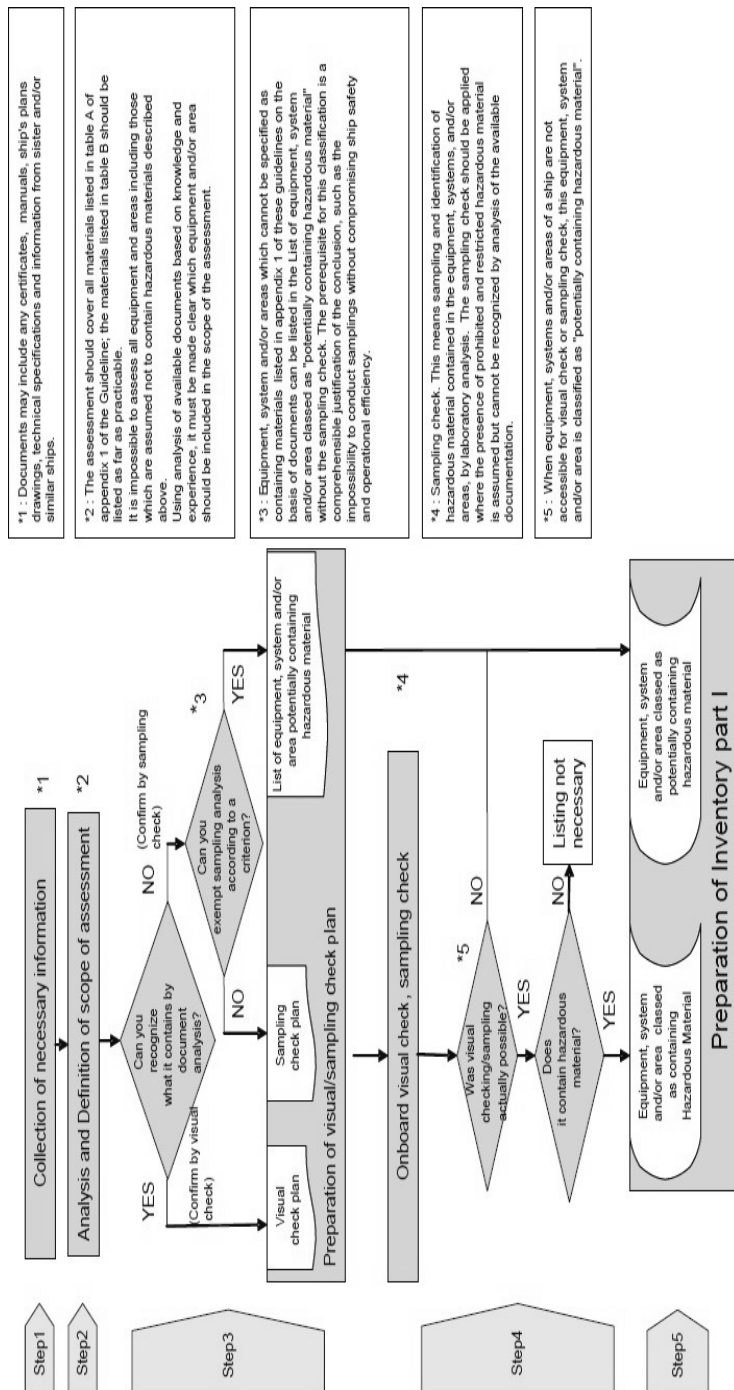 Step1
Collection of necessary information
*1
Step2
Analysis and Definition of scope of assessment
*2
Step3
Can you
recognize
what it contains by
document
analysis?
YES
(Confirm by visual
check)
NO
(Confirm by sampling
check)
Can you
exempt sampling analysis
according to a
criterion?
*3
NO
YES
Visual
check plan
Sampling
check plan
List of equipment, system and/or
area potentially containing
hazardous material
Preparation of visual/sampling check plan
Step4
Onboard visual check, sampling check
*4
Was visual
checking/sampling
actually possible?
*5
NO
YES
Does
it contain hazardous
material?
NO
Listing not
necessary
YES
Step5
Equipment, system
and/or area classed
as containing
Hazardous Material
Equipment, system
and/or area classed as
potentially containing
hazardous material
Preparation of Inventory part I
*1 : Documents may include any certificates, manuals, ship's plans
drawings, technical specifications and information from sister and/or
similar ships.
*2 : The assessment should cover all materials listed in table A of
appendix 1 of the Guideline; the materials listed in table B should be
listed as far as practicable.
It is impossible to assess all equipment and areas including those
which are assumed not to contain hazardous materials described
above.
Using analysis of available documents based on knowledge and
experience, it must be made clear which equipment and/or area
should be included in the scope of the assessment.
*3 : Equipment, system and/or areas which cannot be specified as
containing materials listed in appendix 1 of these guidelines on the
basis of documents can be listed in the List of equipment, system
and/or area classed as "potentially containing hazardous material"
without the sampling check. The prerequisite for this classification is a
comprehensible justification of the conclusion, such as the
impossibility to conduct samplings without compromising ship safety
and operational efficiency.
*4 : Sampling check. This means sampling and identification of
hazardous material contained in the equipment, systems, and/or
areas, by laboratory analysis. The sampling check should be applied
where the presence of prohibited and restricted hazardous material
is assumed but cannot be recognized by analysis of the available
documentation.
*5 : When equipment, systems and/or areas of a ship are not
accessible for visual check or sampling check, this equipment, system
and/or area is classified as "potentially containing hazardous material".